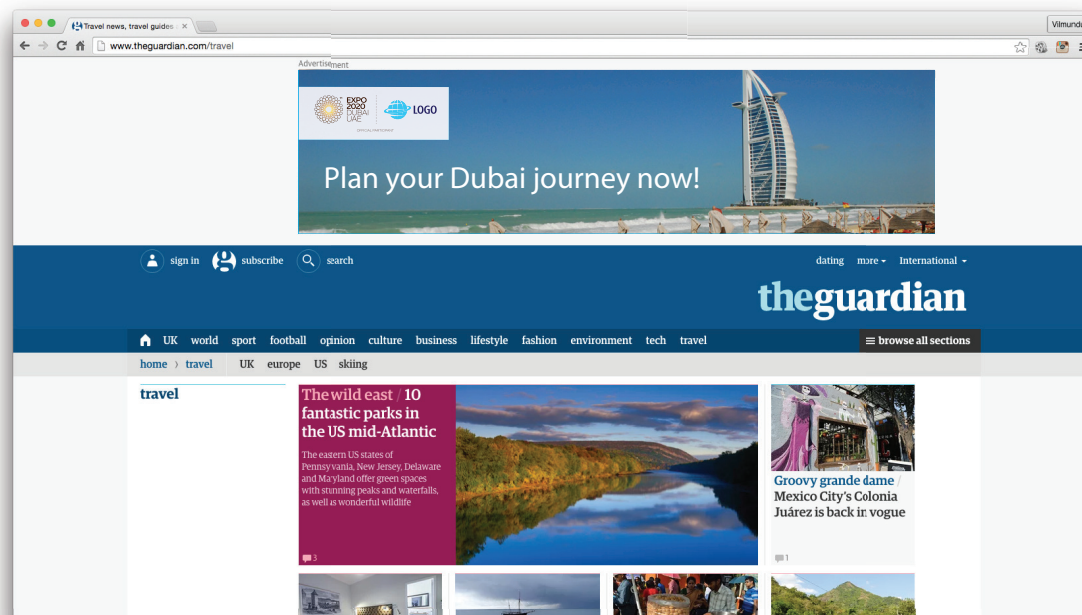 Travel news, travel guides
Vilmundu
www.theguardian.com/travel
Advertisement
EXPO
2020
DUBAI
UAE
LOGO
Plan your Dubai journey now!
sign in subscribe search
dating more International
theguardian
UK world sport football opinion culture business lifestyle fashion environment tech travel
browse all sections
home › travel UK europe US skiing
travel
The wild east / 10
fantastic parks in
the US mid-Atlantic
The eastern US states of
Pennsylvania, New Jersey, Delaware
and Maryland offer green spaces
with stunning peaks and waterfalls,
as well as wonderful wildlife
3
Groovy grande dame /
Mexico City's Colonia
Juárez is back in vogue
1